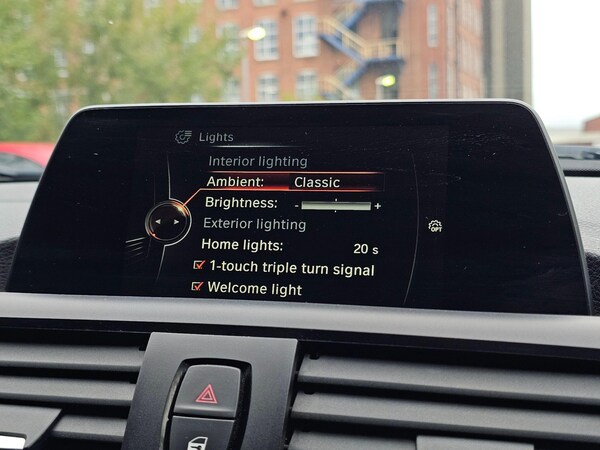 Lights
Interior lighting
Ambient: Classic
Brightness: - +
Exterior lighting
Home lights: 20 s
1-touch triple turn signal
Welcome light
OPT